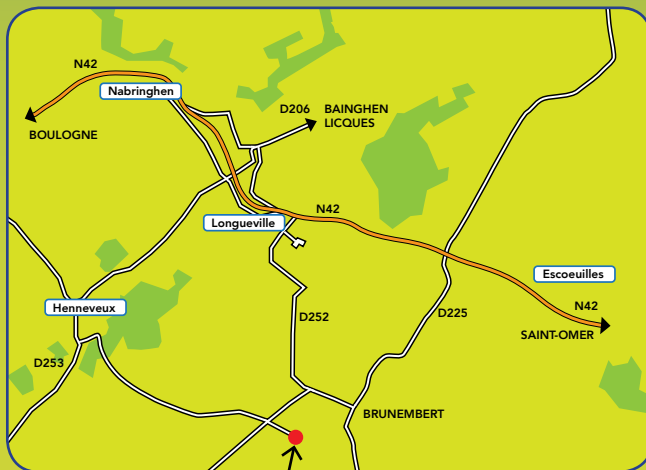 N42
Nabringhen
D206
BAINGHEN
LICQUES
BOULOGNE
N42
Longueville
Escoeuilles
N42
SAINT-OMER
Henneveux
D252
D225
D253
BRUNEMBERT